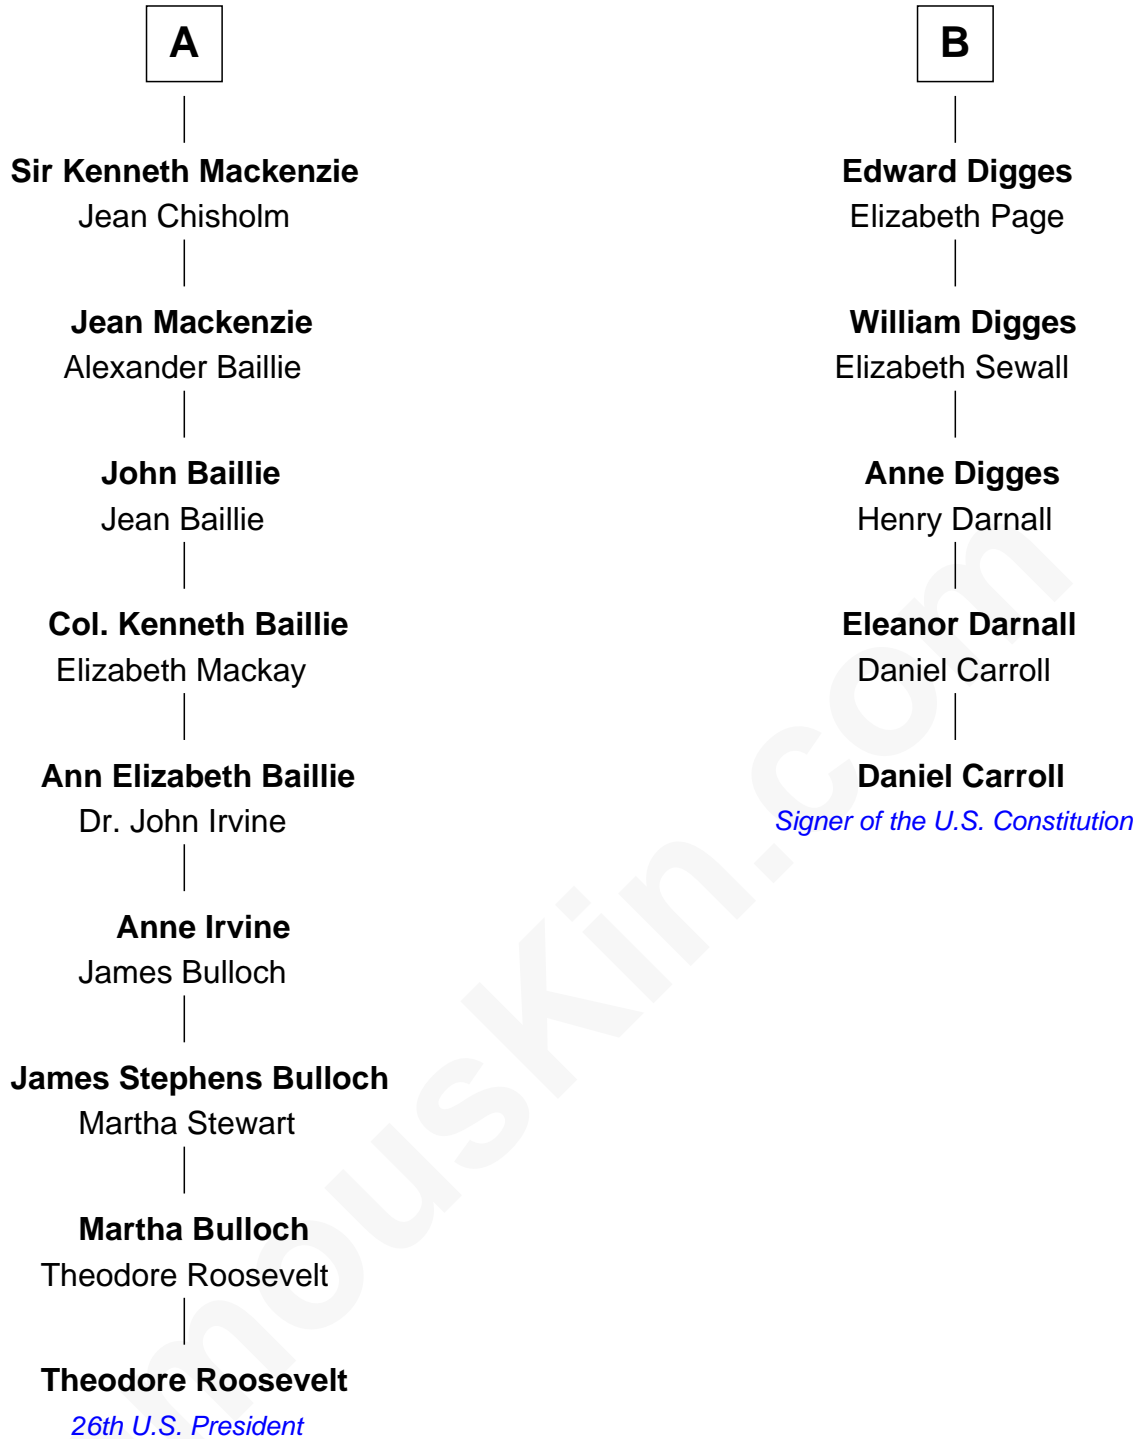 A
Sir Kenneth Mackenzie
Jean Chisholm
Jean Mackenzie
Alexander Baillie
John Baillie
Jean Baillie
Col. Kenneth Baillie
Elizabeth Mackay
Ann Elizabeth Baillie
Dr. John Irvine
Anne Irvine
James Bulloch
James Stephens Bulloch
Martha Stewart
Martha Bulloch
Theodore Roosevelt
Theodore Roosevelt
26th U.S. President
B
Edward Digges
Elizabeth Page
William Digges
Elizabeth Sewall
Anne Digges
Henry Darnall
Eleanor Darnall
Daniel Carroll
Daniel Carroll
Signer of the U.S. Constitution
mousKin.com